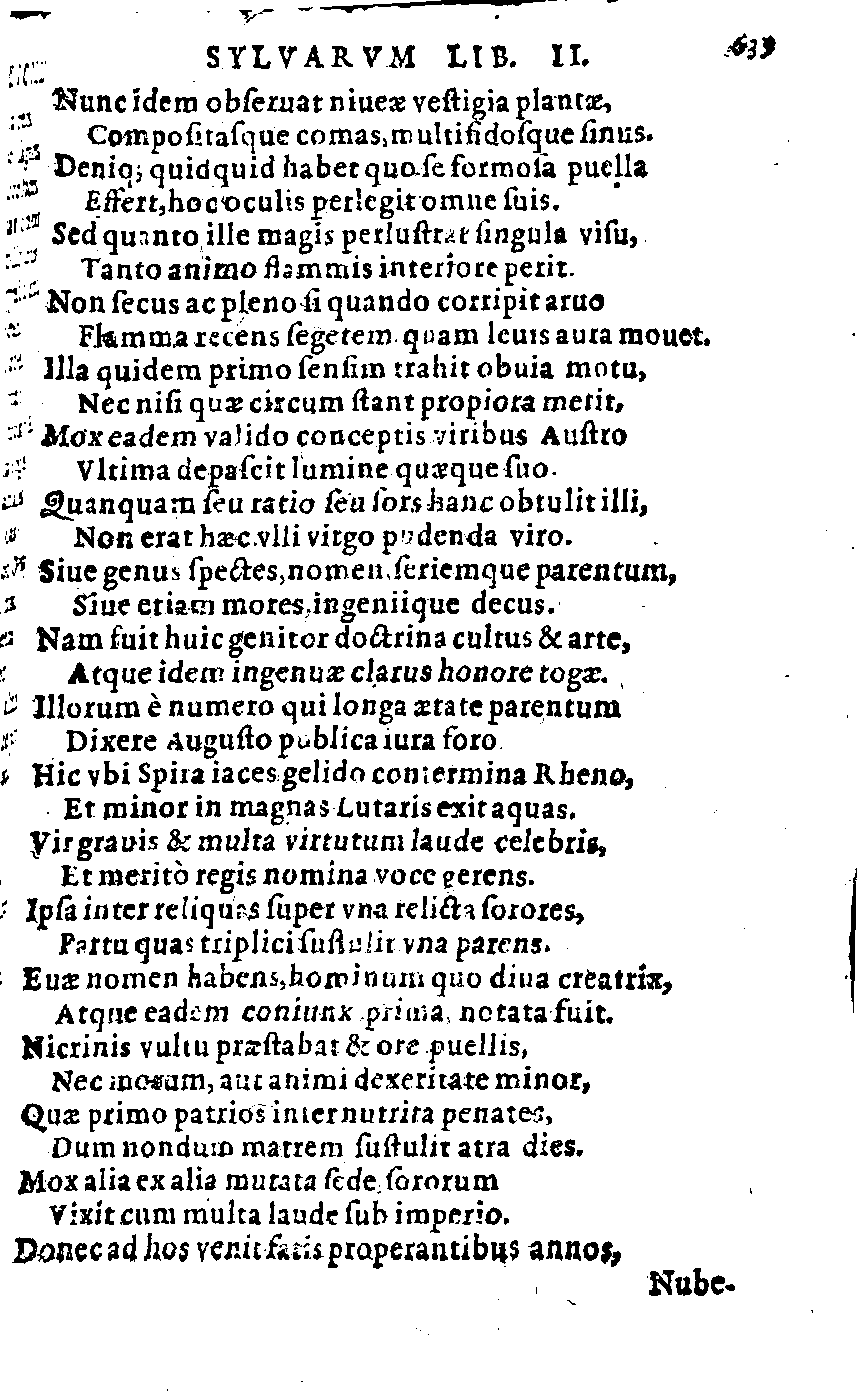 SYLVARVM LIB. II. 639
Nunc idem obſeruat niueæ veſtigia plantæ,
Compoſitaſque comas, multifidoſque ſinus.
Deniq; quidquid habet quo ſe formoſa puella
Effert, hoc oculis perlegit omne ſuis.
Sed quanto ille magis perluſtrat ſingula viſu,
Tanto animo flammis interiore perit.
Non ſecus ac pleno ſi quando corripit aruo
Flamma recens ſegetem quam leuis aura mouet.
Illa quidem primo ſenſim trahit obuia motu,
Nec niſi quæ circum ſtant propiora metit,
Mox eadem valido conceptis viribus Auſtro
Vltima depaſcit lumine quæque ſuo.
Quanquam ſeu ratio ſeu ſors hanc obtulit illi,
Non erat hæc vlli virgo pudenda viro.
Siue genus ſpectes, nomen, ſeriemque parentum,
Siue etiam mores, ingeniique decus.
Nam fuit huic genitor doctrina cultus & arte,
Atque idem ingenuæ clarus honore togæ.
Illorum è numero qui longa ætate parentum
Dixere Auguſto publica iura foro.
Hic vbi Spira iaces gelido contermina Rheno,
Et minor in magnas Lutaris exit aquas.
Vir grauis & multa virtutum laude celebris,
Et meritò regis nomina voce gerens.
Ipſa inter reliquas ſuper vna relicta ſorores,
Partu quas triplici ſuſtulit vna parens.
Euæ nomen habens, hominum quo diua creatrix,
Atque eadem coniunx prima, notata fuit.
Nicrinis vultu præſtabat & ore puellis,
Nec morum, aut animi dexeritate minor,
Quæ primo patrios inter nutrita penates,
Dum nondum matrem ſuſtulit atra dies.
Mox alia ex alia mutata ſede, ſororum
Vixit cum multa laude ſub imperio.
Donec ad hos venit fatis properantibus annos,
Nube-